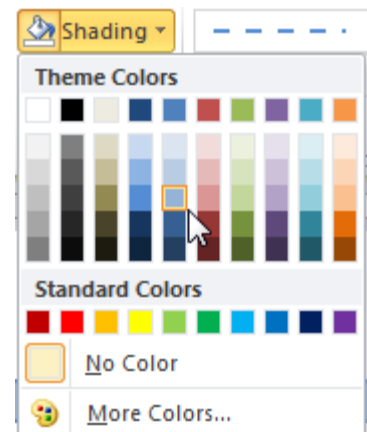 Shading
Theme Colors
Standard Colors
No Color
More Colors...